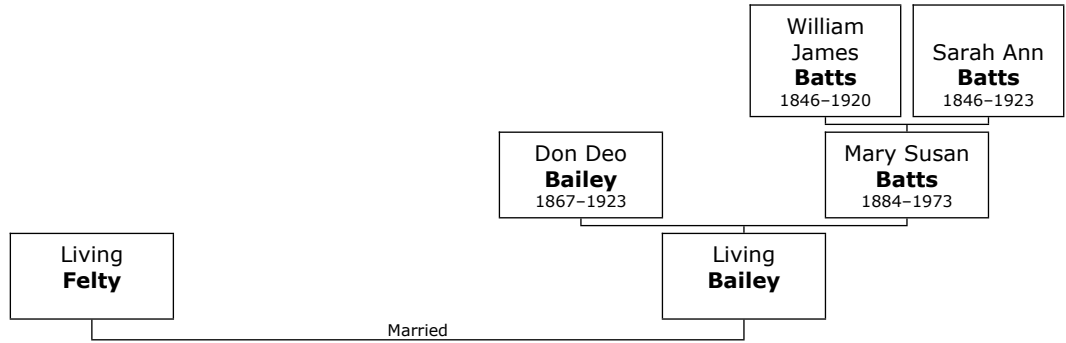 William
James
Batts
1846–1920
Sarah Ann
Batts
1846–1923
Don Deo
Bailey
1867–1923
Mary Susan
Batts
1884–1973
Living
Felty
Living
Bailey
Married